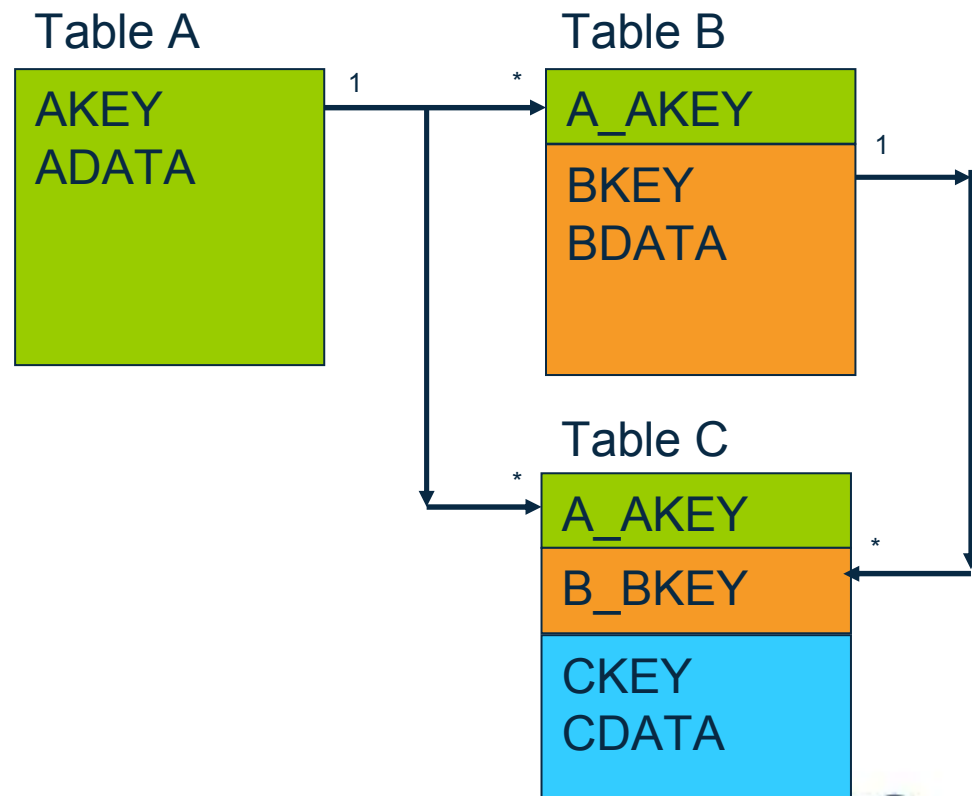 Table A
Table B
1
*
AKEY
ADATA
A_AKEY
1
BKEY
BDATA
Table C
*
A_AKEY
*
B_BKEY
CKEY
CDATA